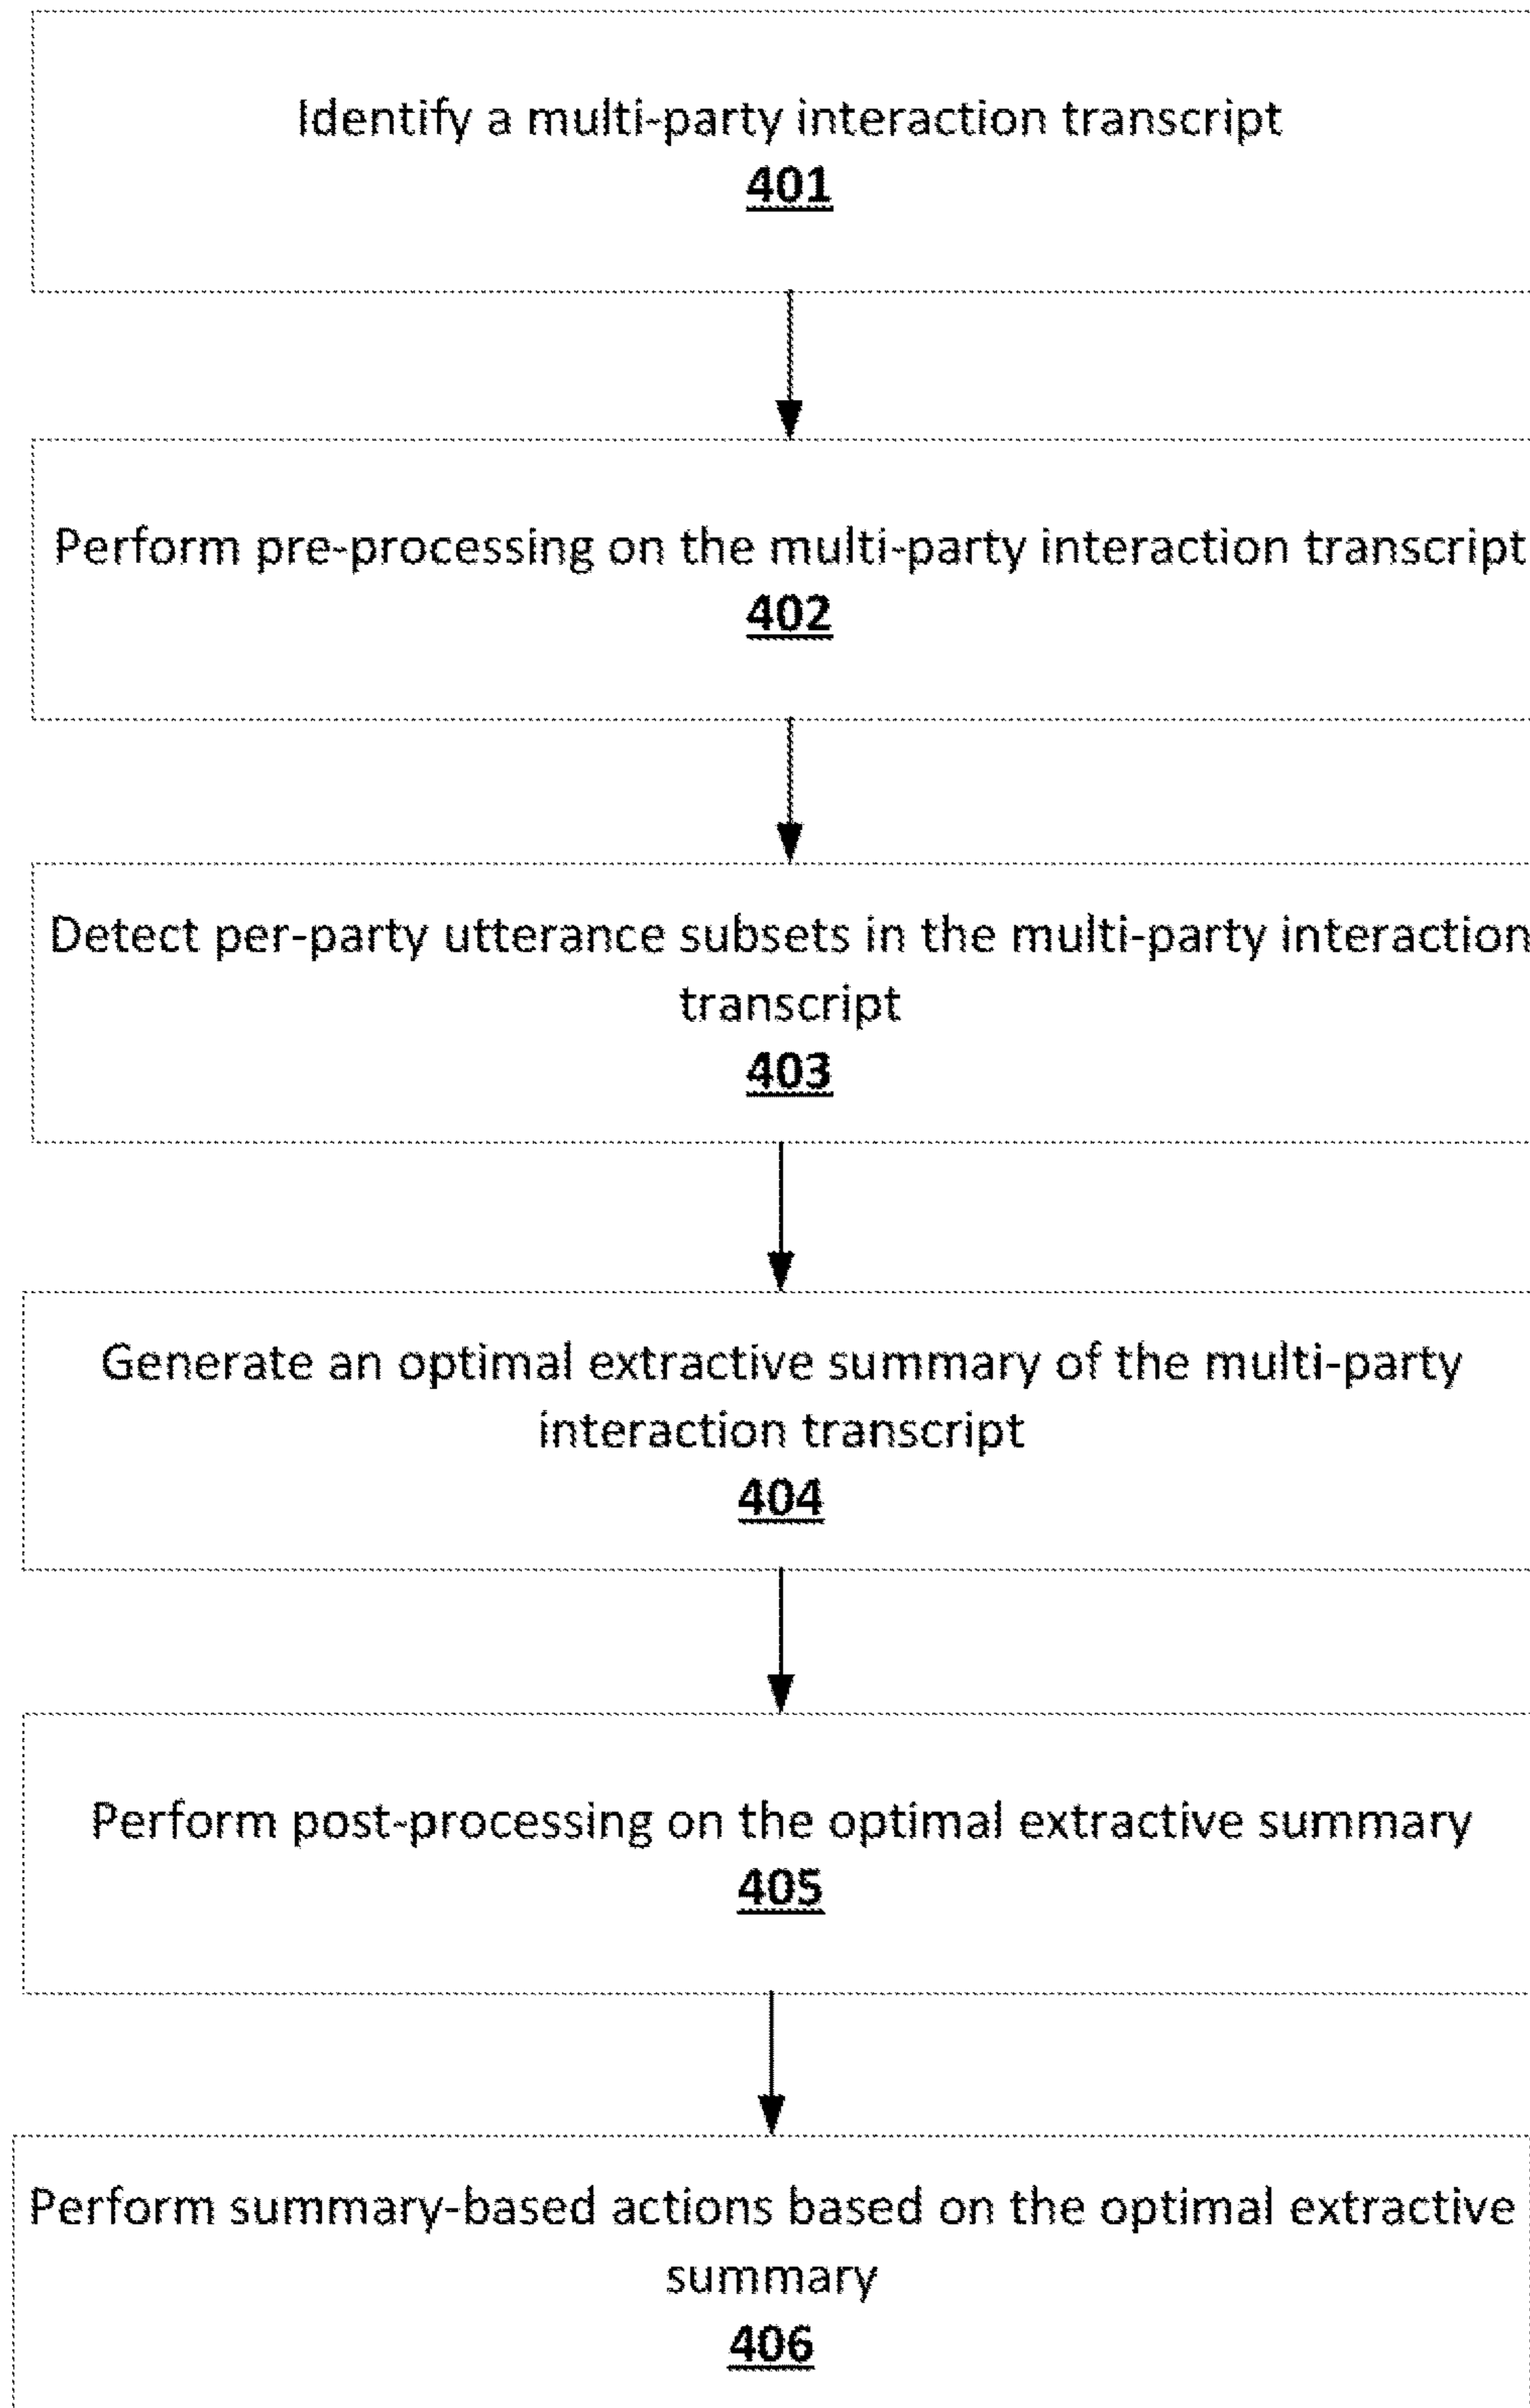 Identify a multi-party interaction transcript
401
Perform pre-processing on the multi-party interaction transcript
402
Detect per-party utterance subsets in the multi-party interaction
transcript
403
Generate an optimal extractive summary of the multi-party
interaction transcript
404
Perform post-processing on the optimal extractive summary
405
Perform summary-based actions based on the optimal extractive
summary
406